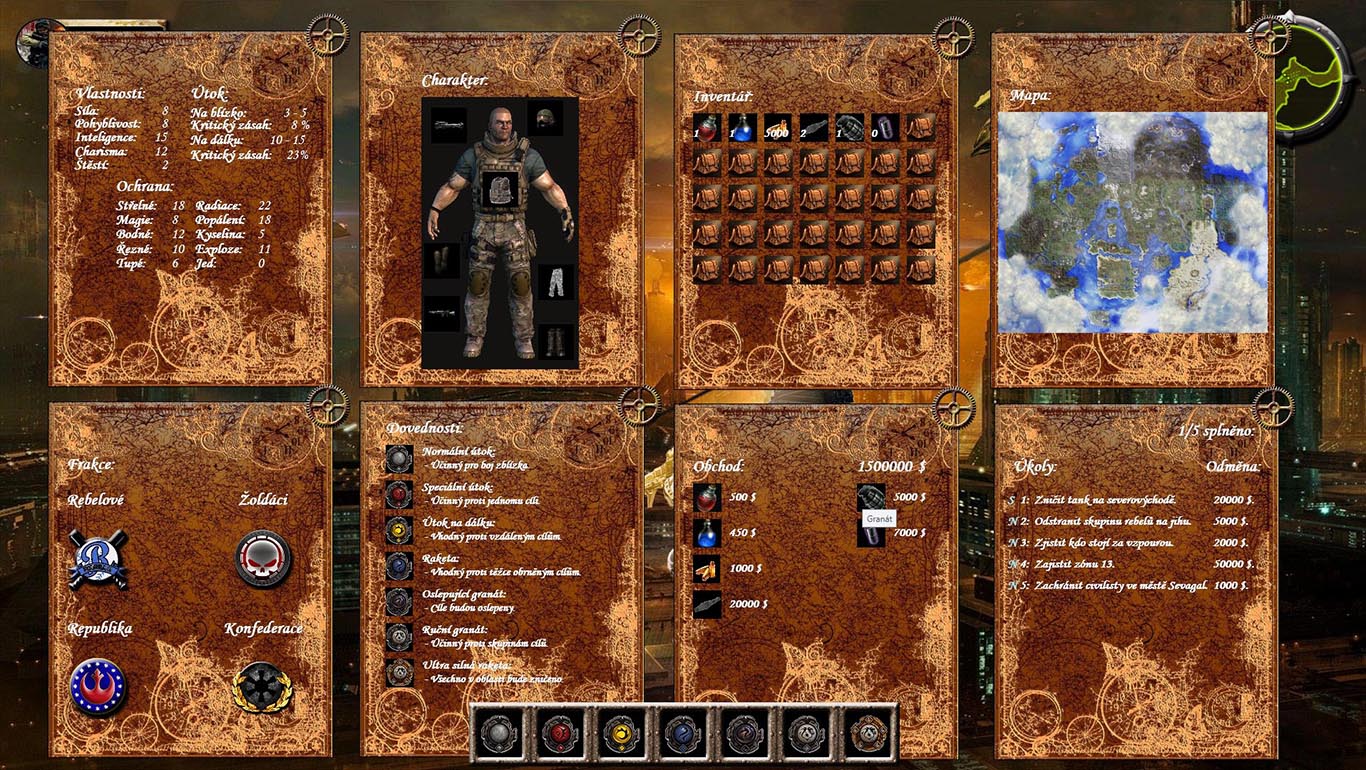 Vlastnosti: Útok:
Síla: 8 Na blízko: 3 - 5
Pohyblivost: 8 Kritický zásah: 8 %
Inteligence: 15 Na dálku: 10 - 15
Charisma: 12 Kritický zásah: 23%
Štěstí: 2
Ochrana:
Střelné: 18 Radiace: 22
Magie: 8 Popálení: 18
Bodné: 12 Kyselina: 5
Řezné: 10 Exploze: 11
Tupé: 6 Jed: 0
Charakter:
Inventář:
1 1 5000 2 1 0
Mapa:
Frakce:
Rebelové Žoldáci
Republika Konfederace
Dovednosti:
Normální útok:
- Účinný pro boj zblízka.
Speciální útok:
- Účinný proti jednomu cíli.
Útok na dálku:
- Vhodný proti vzdáleným cílům.
Raketa:
- Vhodný proti těžce obrněným cílům.
Oslepující granát:
- Cíle budou oslepeny.
Ruční granát:
- Účinný proti skupinám cílů.
Ultra silná raketa:
- Všechno v oblasti bude zničeno.
Obchod: 1500000 $
500 $ 5000 $
Granát
450 $ 7000 $
1000 $
20000 $
1/5 splněno:
Úkoly: Odměna:
S 1: Zničit tank na severovýchodě. 20000 $.
N 2: Odstranit skupinu rebelů na jihu. 5000 $.
N 3: Zjistit kdo stojí za vzpourou. 2000 $.
N 4: Zajistit zónu 13. 50000 $.
N 5: Zachránit civilisty ve městě Sevagal. 1000 $.